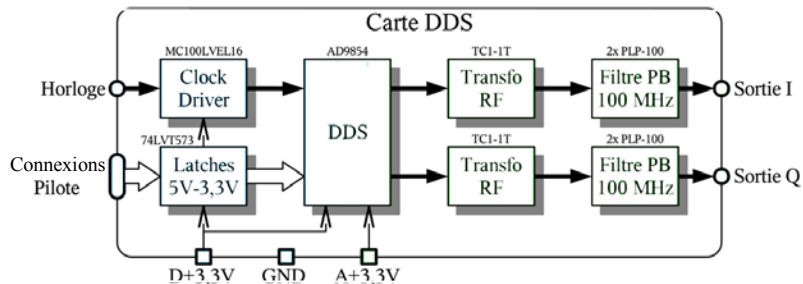 Carte DDS
MC100LVEL16
AD9854
TC1-1T
2x PLP-100
Horloge
Clock
Driver
DDS
Transfo
RF
Filtre PB
100 MHz
Sortie I
74LVT573
TC1-1T
2x PLP-100
Connexions
Pilote
Latches
5V-3,3V
Transfo
RF
Filtre PB
100 MHz
Sortie Q
D+3,3V
GND
A+3,3V